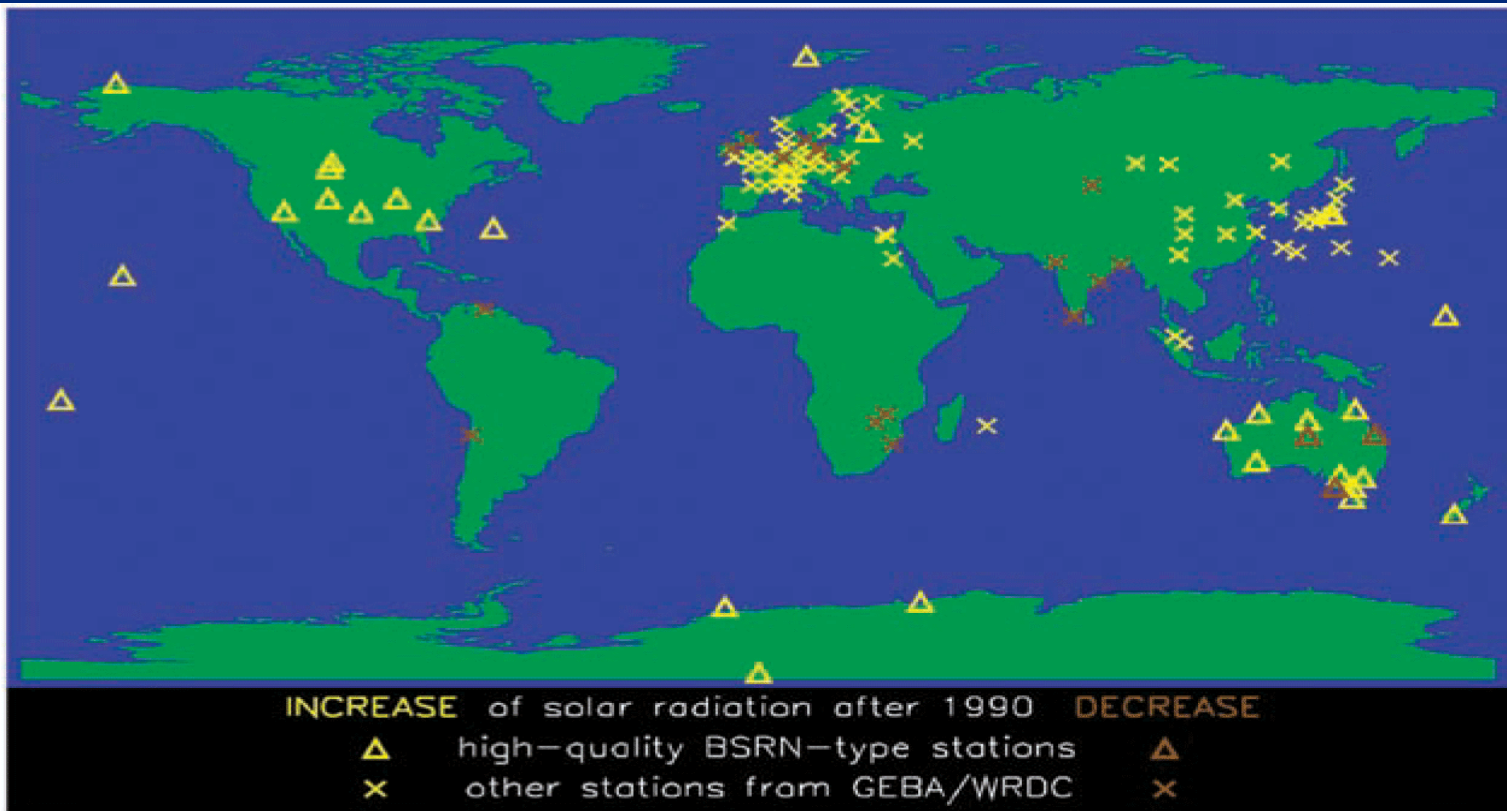 INCREASE of solar radiation after 1990 DECREASE
high-quality BSRN-type stations
other stations from GEBA/WRDC